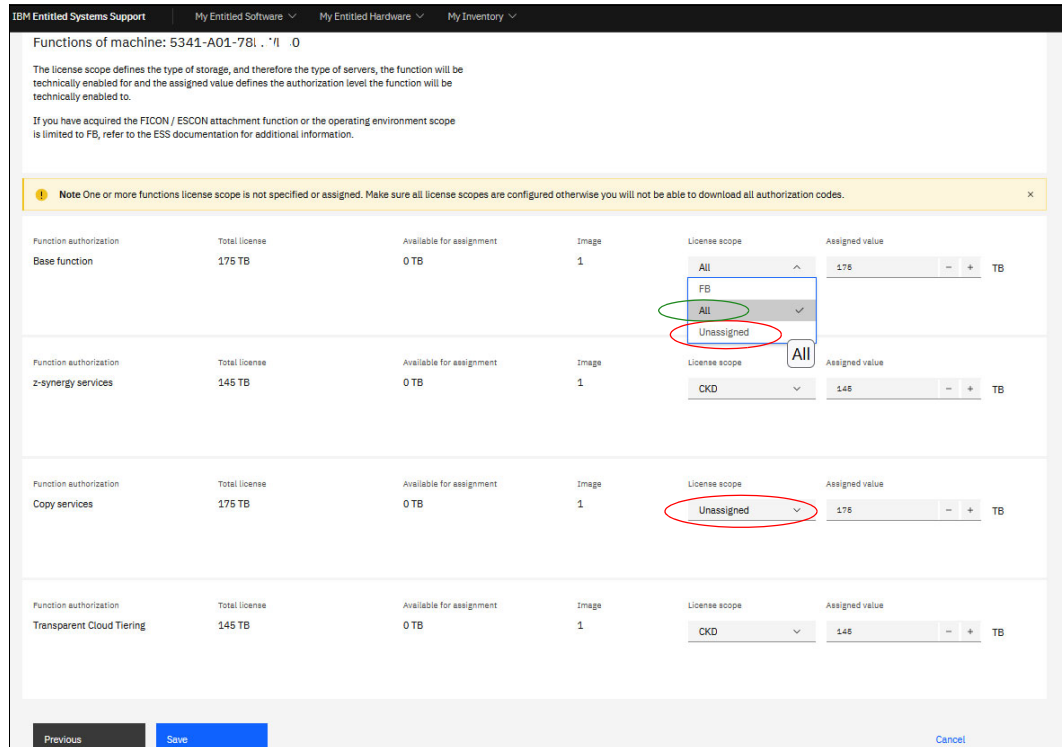 IBM Entitled Systems Support My Entitled Software My Entitled Hardware My Inventory
Functions of machine: 5341-A01-78
The license scope defines the type of storage, and therefore the type of servers, the function will be
technically enabled for and the assigned value defines the authorization level the function will be
technically enabled to.
If you have acquired the FICON / ESCON attachment function or the operating environment scope
is limited to FB, refer to the ESS documentation for additional information.
Note One or more functions license scope is not specified or assigned. Make sure all license scopes are configured otherwise you will not be able to download all authorization codes.
Function authorization Total license Available for assignment Image License scope Assigned value
Base function 175 TB 0 TB 1 All 175 - + TB
FB
All
Unassigned
All
Function authorization Total license Available for assignment Image License scope Assigned value
z-synergy services 145 TB 0 TB 1 CKD 145 - + TB
Function authorization Total license Available for assignment Image License scope Assigned value
Copy services 175 TB 0 TB 1 Unassigned 175 - + TB
Function authorization Total license Available for assignment Image License scope Assigned value
Transparent Cloud Tiering 145 TB 0 TB 1 CKD 145 - + TB
Previous Save Cancel